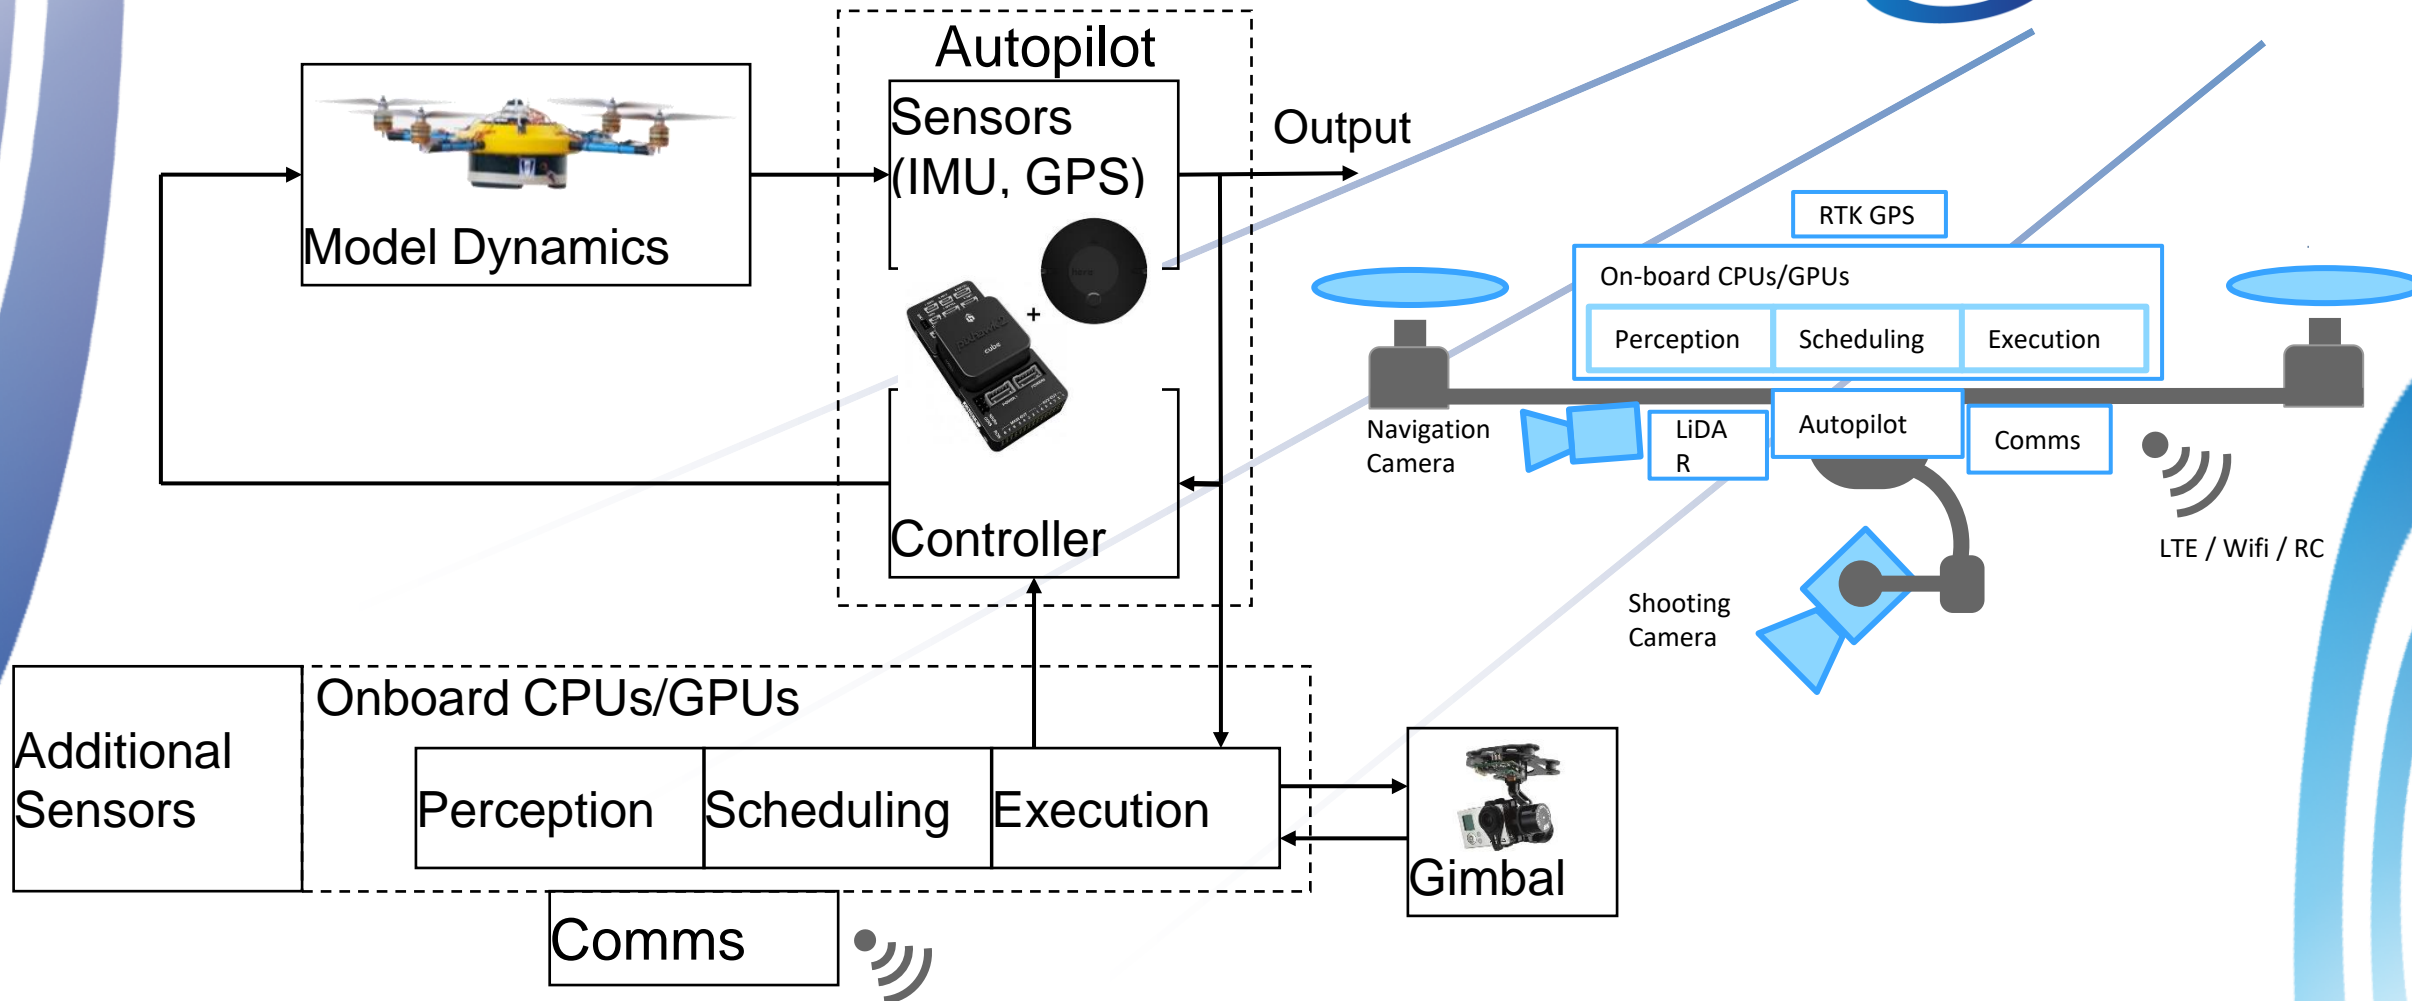 Autopilot
Sensors
(IMU, GPS)
Output
Model Dynamics
+
cube
Controller
Additional
Sensors
Onboard CPUs/GPUs
Perception
Scheduling
Execution
Gimbal
Comms
RTK GPS
On-board CPUs/GPUs
Perception
Scheduling
Execution
Navigation
Camera
LiDA
R
Autopilot
Comms
LTE / Wifi / RC
Shooting
Camera